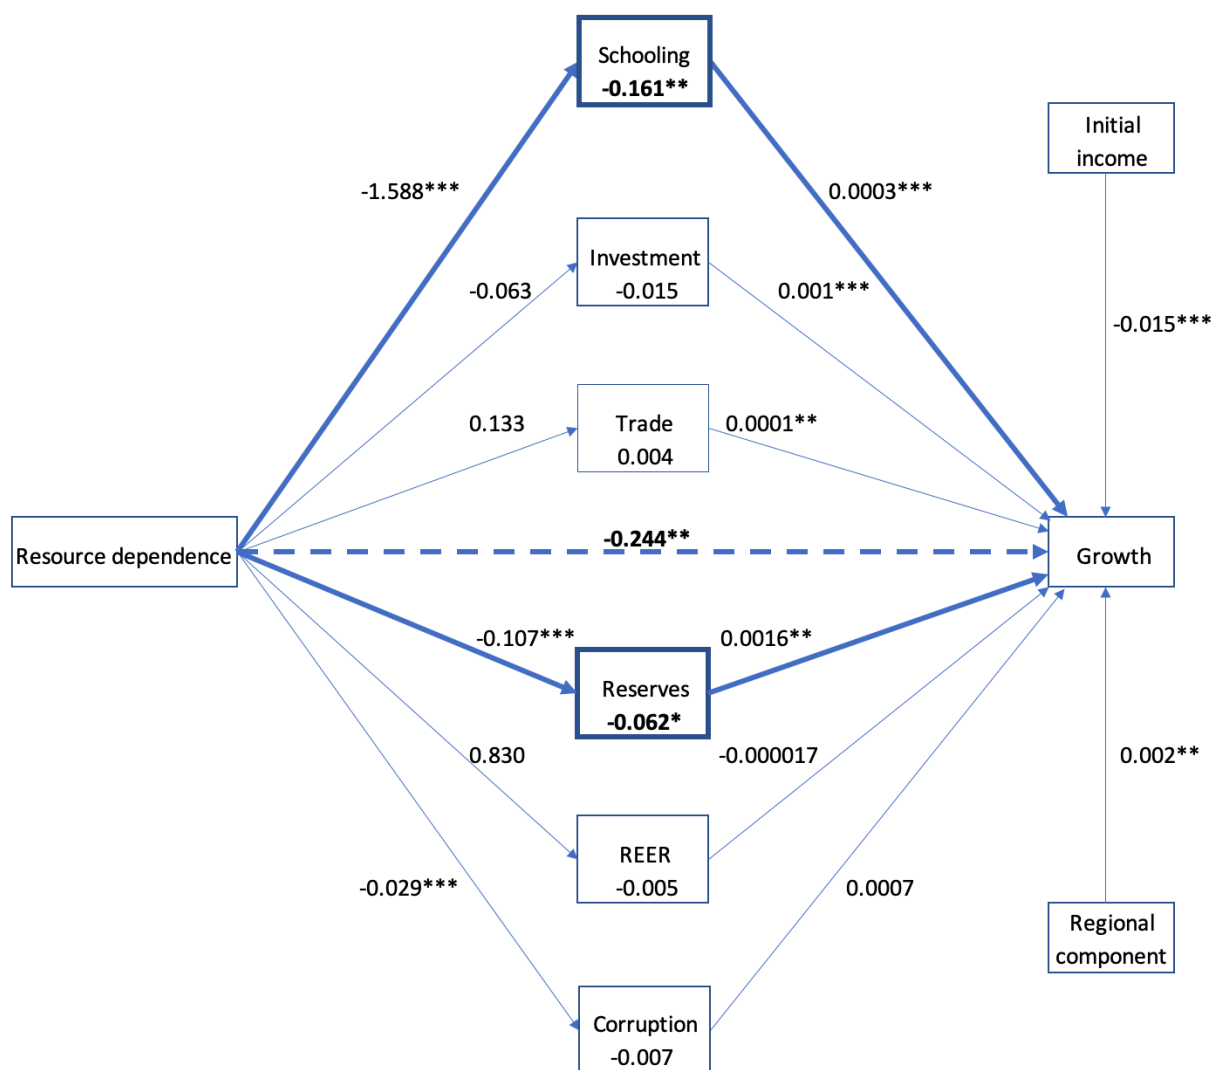 Schooling
-0.161**
Initial
income
-1.588***
0.0003***
Investment
-0.015
-0.063
0.001***
-0.015***
Trade
0.004
0.133
0.0001**
-0.244**
Resource dependence
Growth
-0.107***
0.0016**
Reserves
-0.062*
0.830
-0.000017
0.002**
REER
-0.005
-0.029***
0.0007
Regional
component
Corruption
-0.007